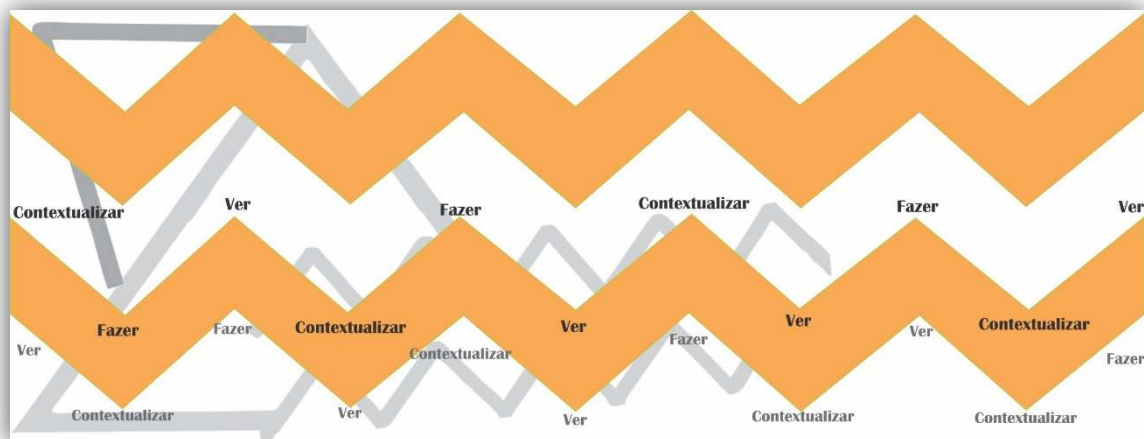 Contextualizar Ver Fazer Contextualizar Fazer Ver
Fazer Contextualizar Ver Ver Contextualizar
Ver Fazer Contextualizar Fazer Ver Fazer
Contextualizar Ver Ver Contextualizar Contextualizar